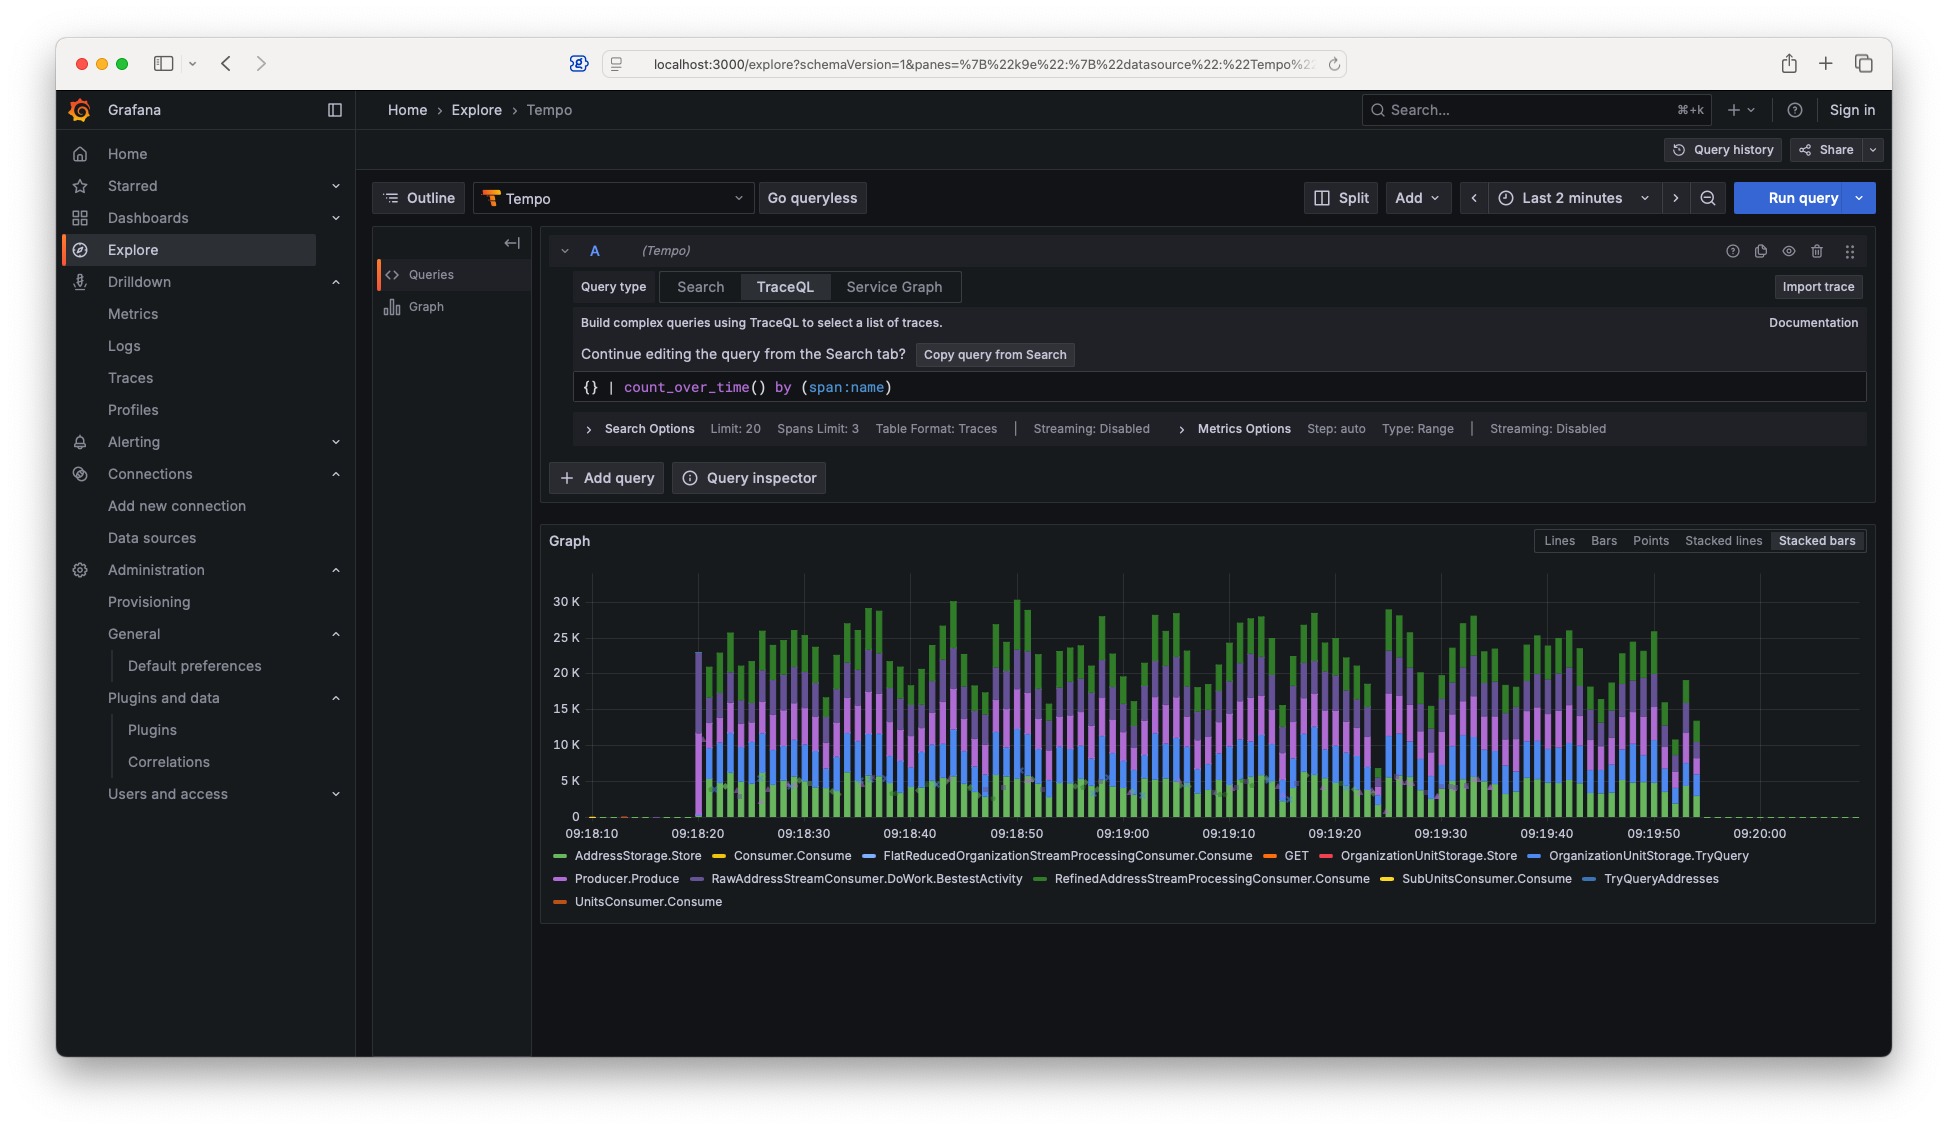 localhost:3000/explore?schemaVersion=1&panes=%7B%22k9e%22:%7B%22datasource%22:%22Tempo%22
Grafana
Home › Explore › Tempo
Search...
⌘+k
Sign in
Query history
Share
Home
Starred
Dashboards
Explore
Drilldown
Metrics
Logs
Traces
Profiles
Alerting
Connections
Add new connection
Data sources
Administration
Provisioning
General
Default preferences
Plugins and data
Plugins
Correlations
Users and access
Outline
Tempo
Go queryless
Split
Add
Last 2 minutes
Run query
Queries
Graph
A (Tempo)
Query type Search TraceQL Service Graph
Import trace
Build complex queries using TraceQL to select a list of traces.
Documentation
Continue editing the query from the Search tab? Copy query from Search
{} | count_over_time() by (span:name)
Search Options Limit: 20 Spans Limit: 3 Table Format: Traces | Streaming: Disabled
Metrics Options Step: auto Type: Range | Streaming: Disabled
+ Add query
Query inspector
Graph
Lines Bars Points Stacked lines Stacked bars
30 K
25 K
20 K
15 K
10 K
5 K
0
09:18:10 09:18:20 09:18:30 09:18:40 09:18:50 09:19:00 09:19:10 09:19:20 09:19:30 09:19:40 09:19:50 09:20:00
AddressStorage.Store Consumer.Consume FlatReducedOrganizationStreamProcessingConsumer.Consume GET OrganizationUnitStorage.Store OrganizationUnitStorage.TryQuery
Producer.Produce RawAddressStreamConsumer.DoWork.BestestActivity RefinedAddressStreamProcessingConsumer.Consume SubUnitsConsumer.Consume TryQueryAddresses
UnitsConsumer.Consume